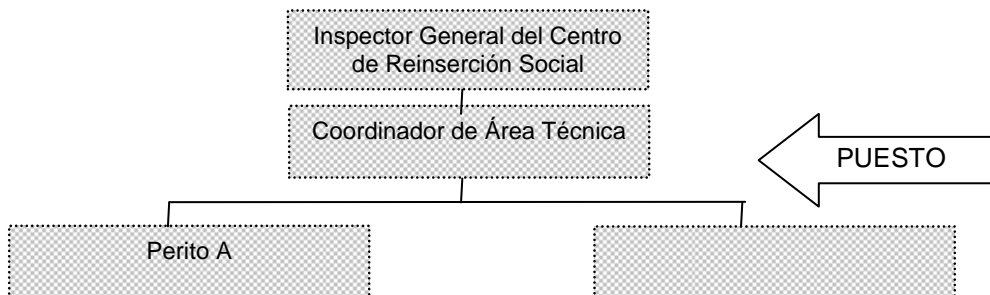 Inspector General del Centro
de Reinserción Social
Coordinador de Área Técnica
PUESTO
Perito A